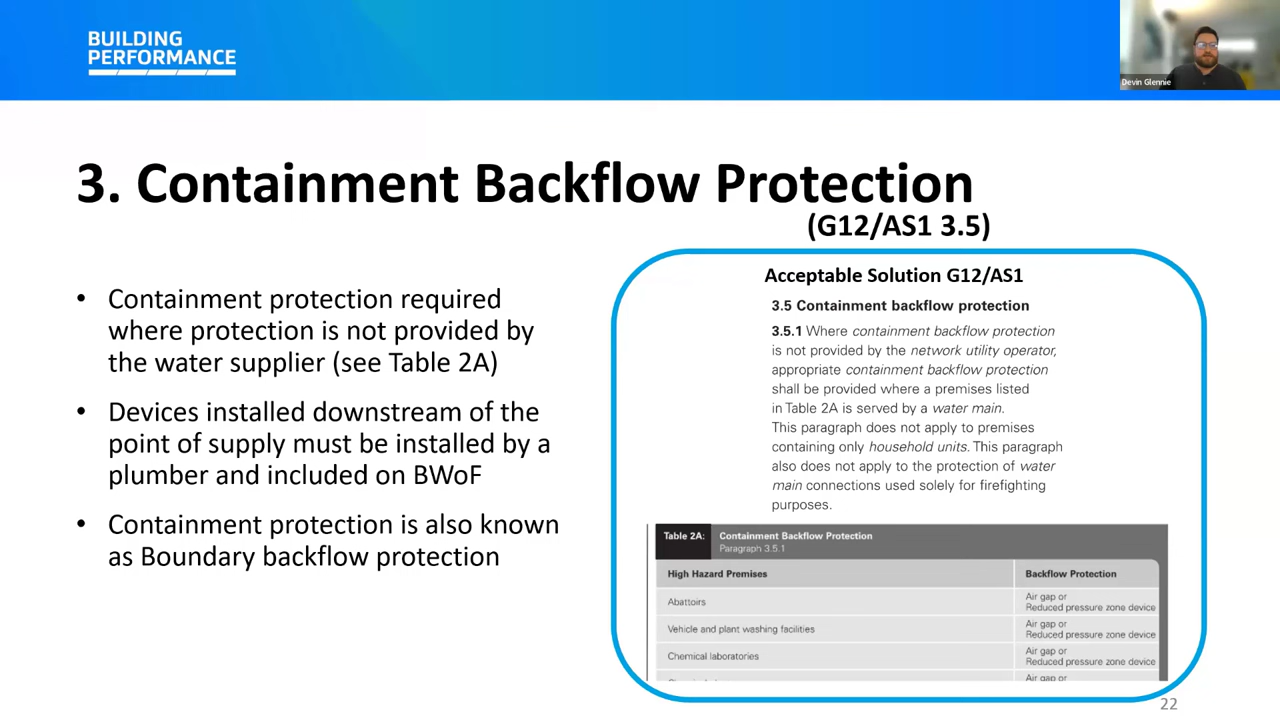 BUILDING
PERFORMANCE
Devin Glennie
3. Containment Backflow Protection
(G12/AS1 3.5)
• Containment protection required
where protection is not provided by
the water supplier (see Table 2A)
• Devices installed downstream of the
point of supply must be installed by a
plumber and included on BWoF
• Containment protection is also known
as Boundary backflow protection
Acceptable Solution G12/AS1
3.5 Containment backflow protection
3.5.1 Where containment backflow protection
is not provided by the network utility operator,
appropriate containment backflow protection
shall be provided where a premises listed
in Table 2A is served by a water main.
This paragraph does not apply to premises
containing only household units. This paragraph
also does not apply to the protection of water
main connections used solely for firefighting
purposes.
Table 2A: Containment Backflow Protection
Paragraph 3.5.1
High Hazard Premises Backflow Protection
Abattoirs Air gap or
Reduced pressure zone device
Vehicle and plant washing facilities Air gap or
Reduced pressure zone device
Chemical laboratories Air gap or
Reduced pressure zone device
Air gap or
22